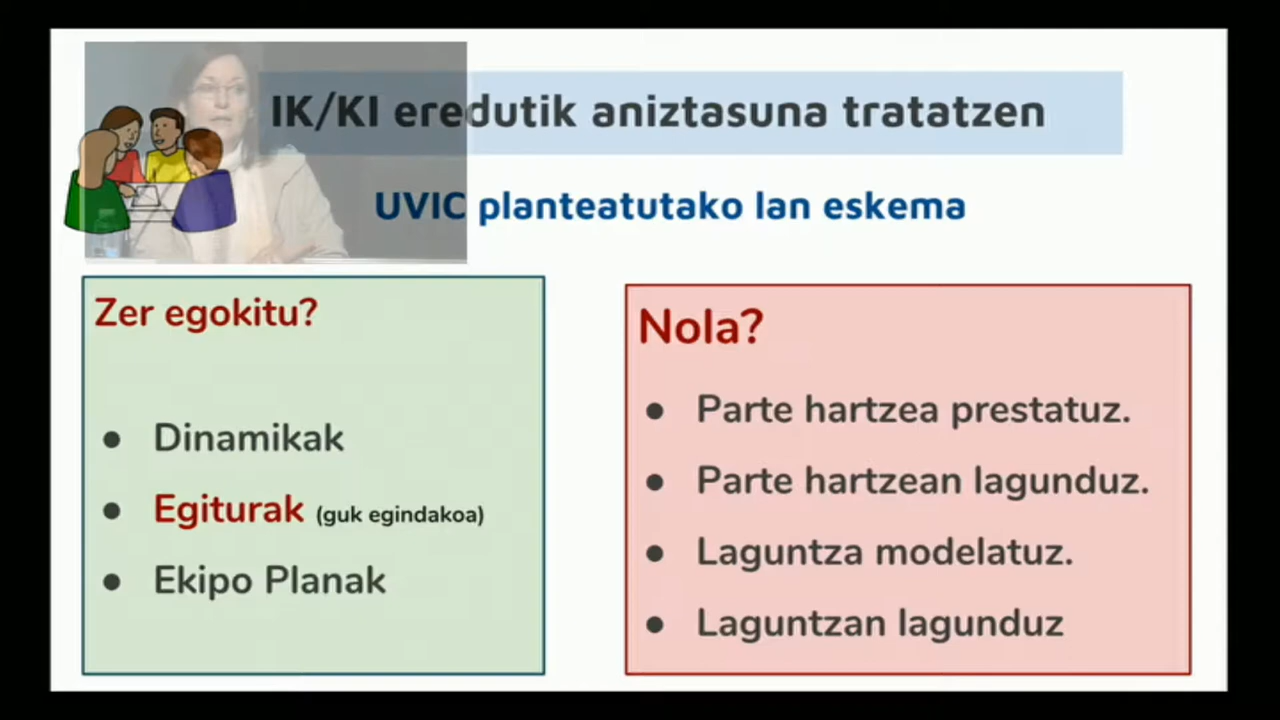 IK/KI eredutik aniztasuna tratatzen
UVIC planteatutako lan eskema
Zer egokitu?
● Dinamikak
● Egiturak (guk egindakoa)
● Ekipo Planak
Nola?
● Parte hartzea prestatuz.
● Parte hartzean lagunduz.
● Laguntza modelatuz.
● Laguntzan lagunduz